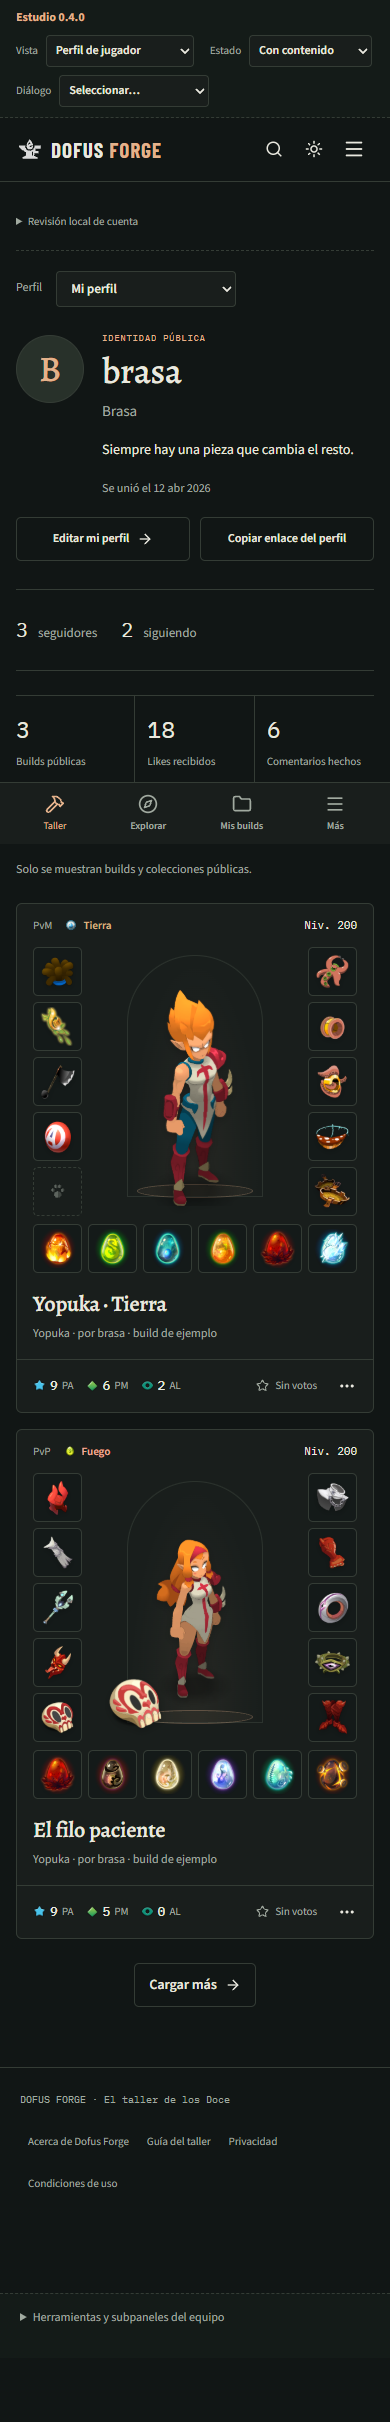 Estudio 0.4.0
Vista Perfil de jugador Estado Con contenido
Diálogo Seleccionar...
DOFUS FORGE
Revisión local de cuenta
Perfil Mi perfil
B
IDENTIDAD PÚBLICA
brasa
Brasa
Siempre hay una pieza que cambia el resto.
Se unió el 12 abr 2026
Editar mi perfil Copiar enlace del perfil
3 seguidores 2 siguiendo
3 18 6
Builds públicas Likes recibidos Comentarios hechos
Taller Explorar Mis builds Más
Solo se muestran builds y colecciones públicas.
PvM Tierra Niv. 200
Yopuka · Tierra
Yopuka · por brasa · build de ejemplo
9 PA 6 PM 2 AL Sin votos
PvP Fuego Niv. 200
El filo paciente
Yopuka · por brasa · build de ejemplo
9 PA 5 PM 0 AL Sin votos
Cargar más
DOFUS FORGE · El taller de los Doce
Acerca de Dofus Forge Guía del taller Privacidad
Condiciones de uso
Herramientas y subpaneles del equipo